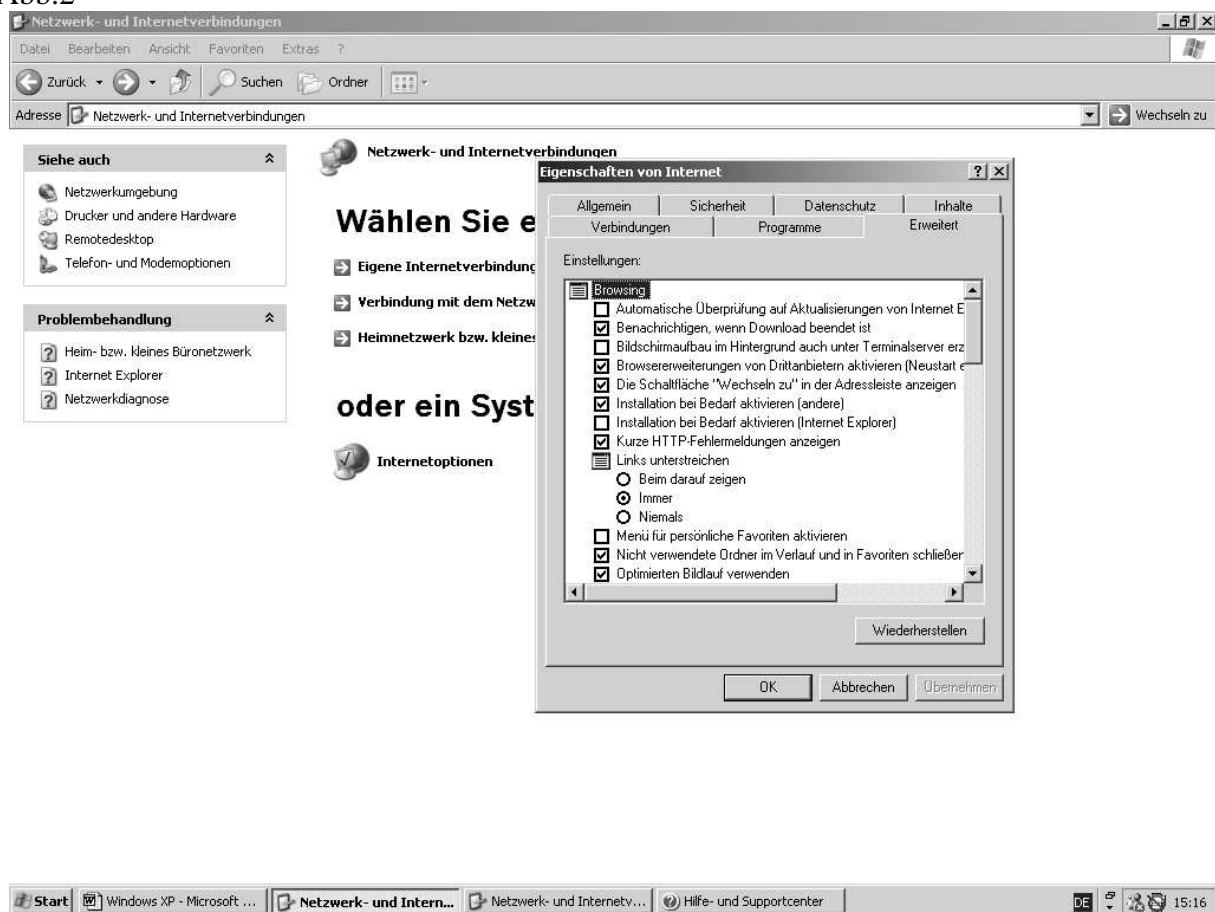 Abb.2
Netzwerk- und Internetverbindungen
Datei Bearbeiten Ansicht Favoriten Extras ?
Zurück Suchen Ordner
Adresse Netzwerk- und Internetverbindungen Wechseln zu
Siehe auch
Netzwerkumgebung
Drucker und andere Hardware
Remotedesktop
Telefon- und Modemoptionen
Problembehandlung
Heim- bzw. kleines Büronetzwerk
Internet Explorer
Netzwerkdiagnose
Netzwerk- und Internetverbindungen
Wählen Sie e
Eigene Internetverbindung
Verbindung mit dem Netzw
Heimnetzwerk bzw. kleines
oder ein Syst
Internetoptionen
Eigenschaften von Internet
Allgemein Sicherheit Datenschutz Inhalte
Verbindungen Programme Erweitert
Einstellungen:
Browsing
Automatische Überprüfung auf Aktualisierungen von Internet E
Benachrichtigen, wenn Download beendet ist
Bildschirmaufbau im Hintergrund auch unter Terminalserver erz
Browsererweiterungen von Drittanbietern aktivieren (Neustart e
Die Schaltfläche "Wechseln zu" in der Adressleiste anzeigen
Installation bei Bedarf aktivieren (andere)
Installation bei Bedarf aktivieren (Internet Explorer)
Kurze HTTP-Fehlermeldungen anzeigen
Links unterstreichen
Beim darauf zeigen
Immer
Niemals
Menü für persönliche Favoriten aktivieren
Nicht verwendete Ordner im Verlauf und in Favoriten schließen
Optimierten Bildlauf verwenden
Wiederherstellen
OK Abbrechen Übernehmen
Start Windows XP - Microsoft ... Netzwerk- und Intern... Netzwerk- und Internetv... Hilfe- und Supportcenter DE 15:16